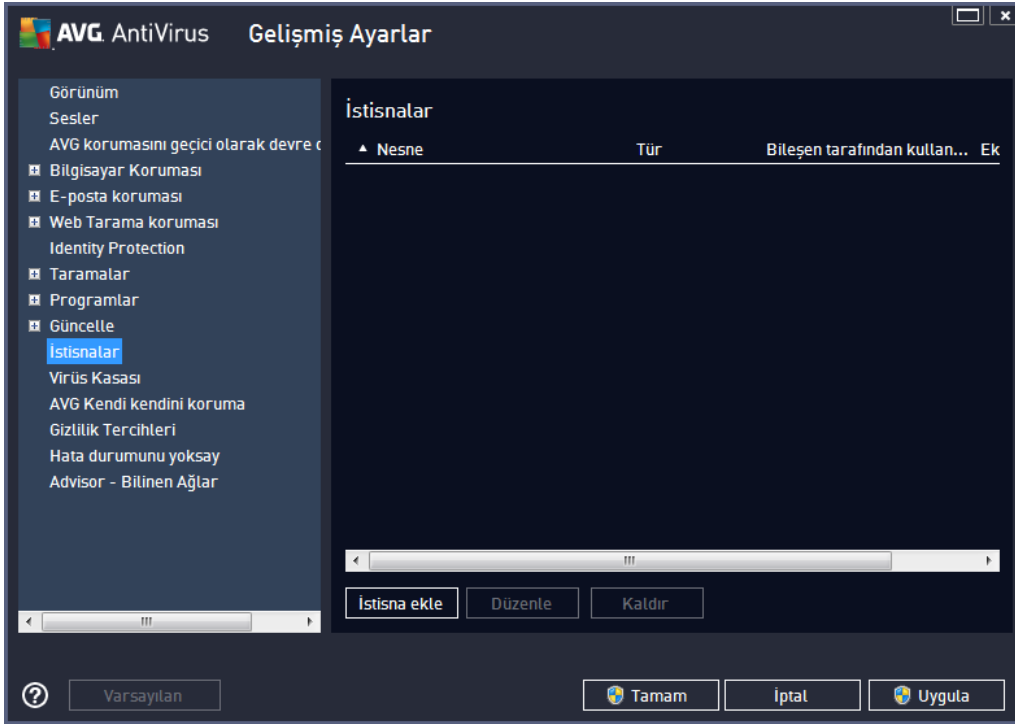 AVG AntiVirus Gelişmiş Ayarlar
Görünüm
Sesler
AVG korumasını geçici olarak devre
Bilgisayar Koruması
E-posta koruması
Web Tarama koruması
Identity Protection
Taramalar
Programlar
Güncelle
İstisnalar
Virüs Kasası
AVG Kendi kendini koruma
Gizlilik Tercihleri
Hata durumunu yoksay
Advisor - Bilinen Ağlar
İstisnalar
Nesne Tür Bileşen tarafından kullan... Ek
İstisna ekle Düzenle Kaldır
Varsayılan Tamam İptal Uygula